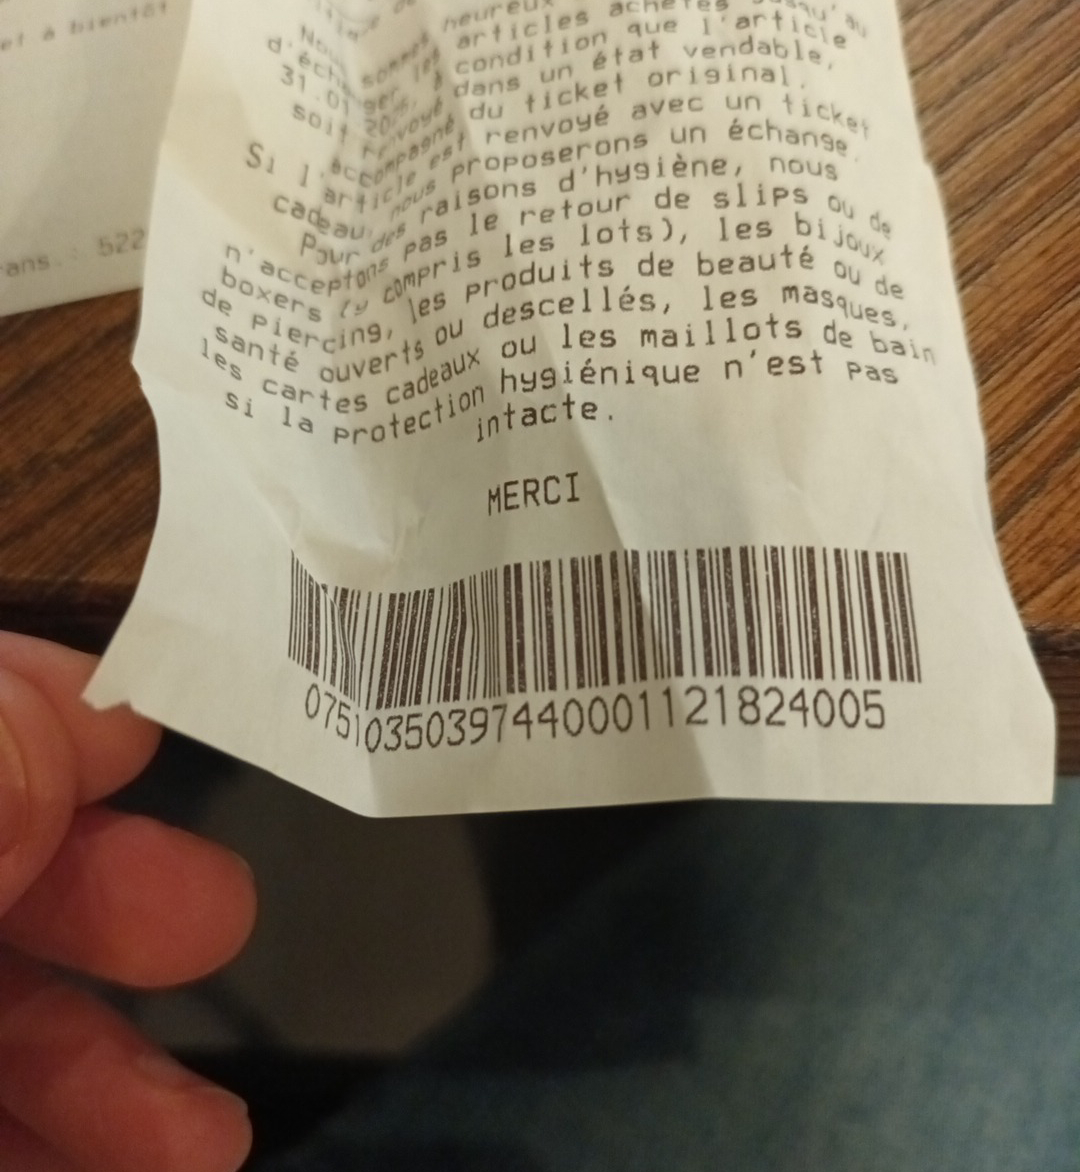 et à bientôt
rans.: 522
Nous sommes heureux
d'échanger les articles achetés jusqu'au
31.01.202 à condition que l'article
soit renvoyé dans un état vendable,
accompagné du ticket original.
Si l'article est renvoyé avec un ticket
cadeau, nous proposerons un échange.
Pour des raisons d'hygiène, nous
n'acceptons pas le retour de slips ou de
boxers (y compris les lots), les bijoux
de piercing, les produits de beauté ou de
santé ouverts ou descellés, les masques,
les cartes cadeaux ou les maillots de bain
si la protection hygiénique n'est pas
intacte.
MERCI
07510350397440001121824005